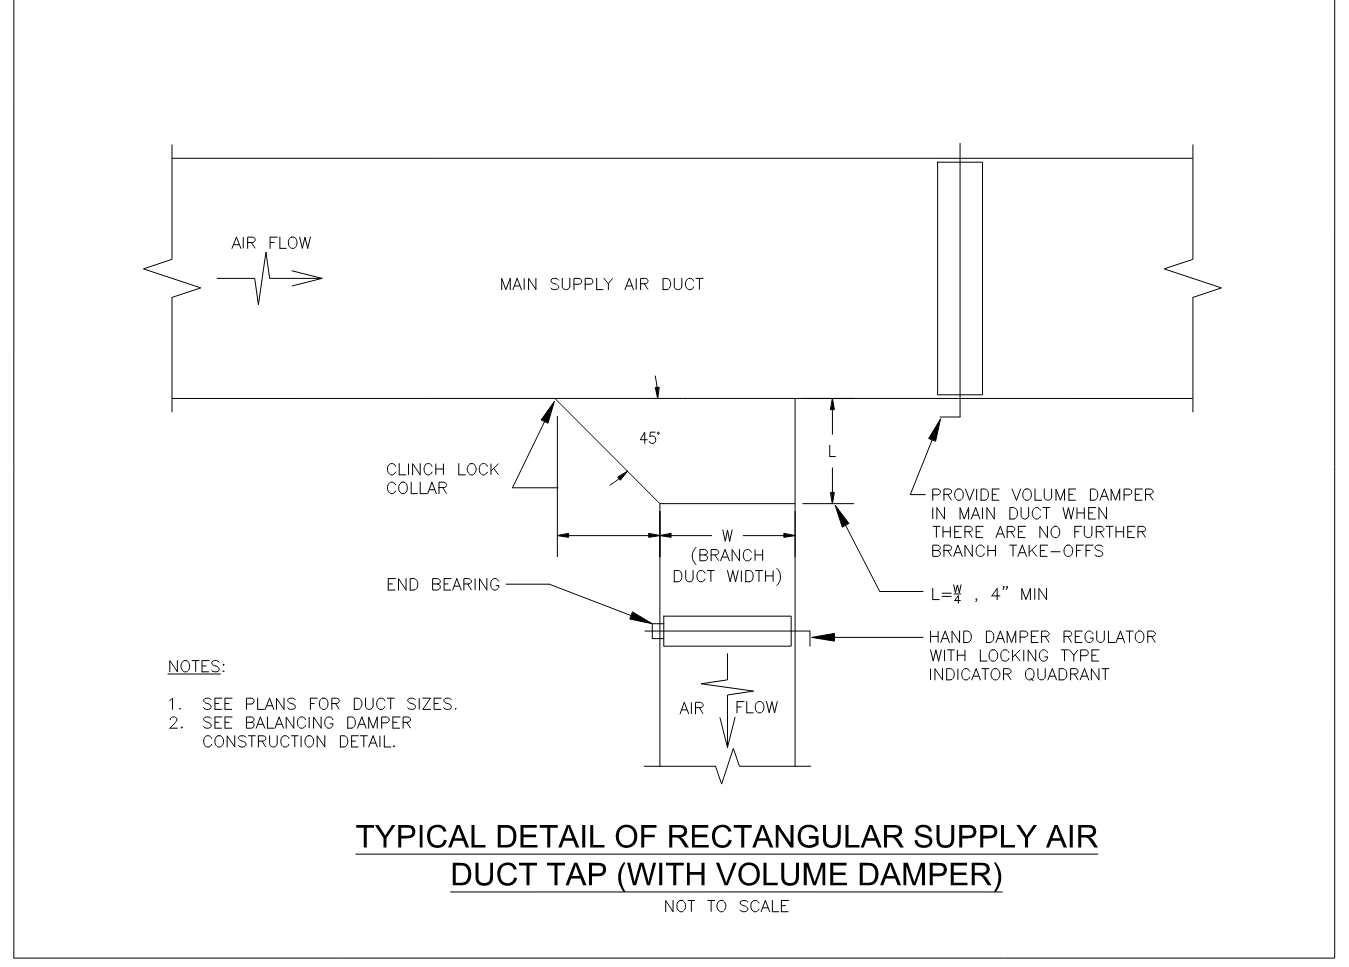 AIR FLOW
MAIN SUPPLY AIR DUCT
45°
L
CLINCH LOCK
COLLAR
PROVIDE VOLUME DAMPER
IN MAIN DUCT WHEN
THERE ARE NO FURTHER
BRANCH TAKE-OFFS
W
(BRANCH
DUCT WIDTH)
END BEARING
L=W/4 , 4" MIN
HAND DAMPER REGULATOR
WITH LOCKING TYPE
INDICATOR QUADRANT
NOTES:
1. SEE PLANS FOR DUCT SIZES.
2. SEE BALANCING DAMPER
CONSTRUCTION DETAIL.
AIR FLOW
TYPICAL DETAIL OF RECTANGULAR SUPPLY AIR
DUCT TAP (WITH VOLUME DAMPER)
NOT TO SCALE